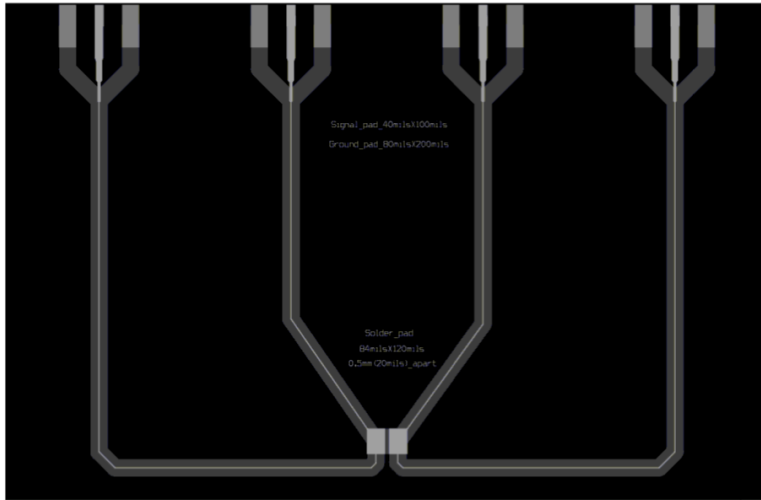 Signal_pad_40milsX100mils
Ground_pad_80milsX200mils
Solder_pad
84milsX120mils
0.5mm(20mils)_apart